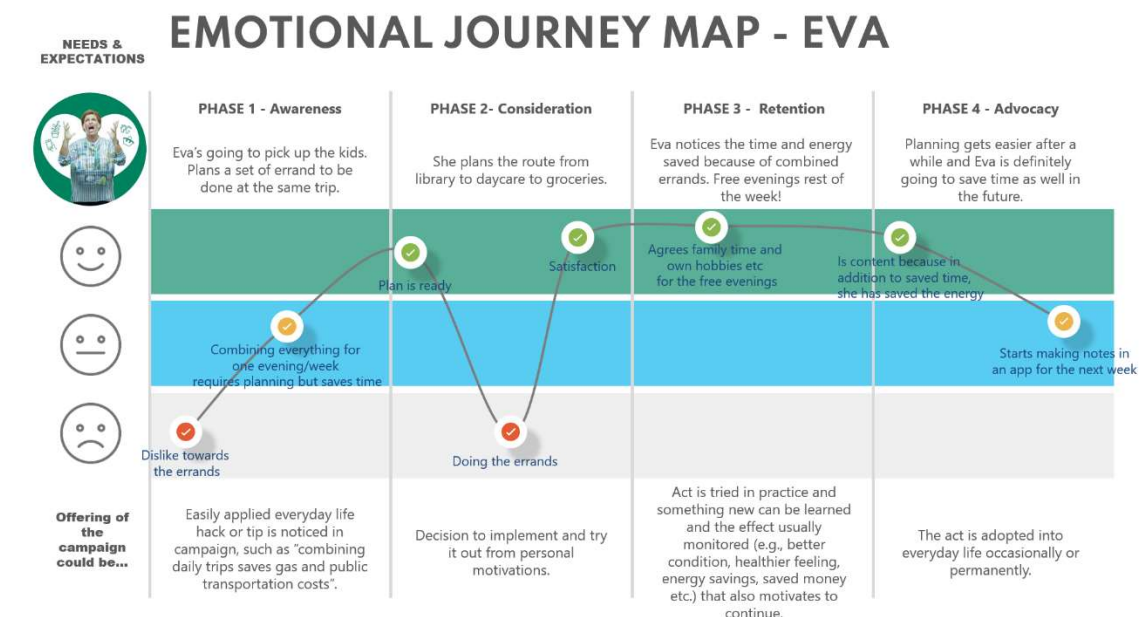 EMOTIONAL JOURNEY MAP - EVA
NEEDS &
EXPECTATIONS
PHASE 1 - Awareness
Eva's going to pick up the kids.
Plans a set of errand to be
done at the same trip.
PHASE 2- Consideration
She plans the route from
library to daycare to groceries.
PHASE 3 - Retention
Eva notices the time and energy
saved because of combined
errands. Free evenings rest of
the week!
PHASE 4 - Advocacy
Planning gets easier after a
while and Eva is definitely
going to save time as well in
the future.
Dislike towards
the errands
Combining everything for
one evening/week
requires planning but saves time
Plan is ready
Doing the errands
Satisfaction
Agrees family time and
own hobbies etc
for the free evenings
Is content because in
addition to saved time,
she has saved the energy
Starts making notes in
an app for the next week
Offering of
the
campaign
could be...
Easily applied everyday life
hack or tip is noticed in
campaign, such as "combining
daily trips saves gas and public
transportation costs".
Decision to implement and try
it out from personal
motivations.
Act is tried in practice and
something new can be learned
and the effect usually
monitored (e.g., better
condition, healthier feeling,
energy savings, saved money
etc.) that also motivates to
continue.
The act is adopted into
everyday life occasionally or
permanently.